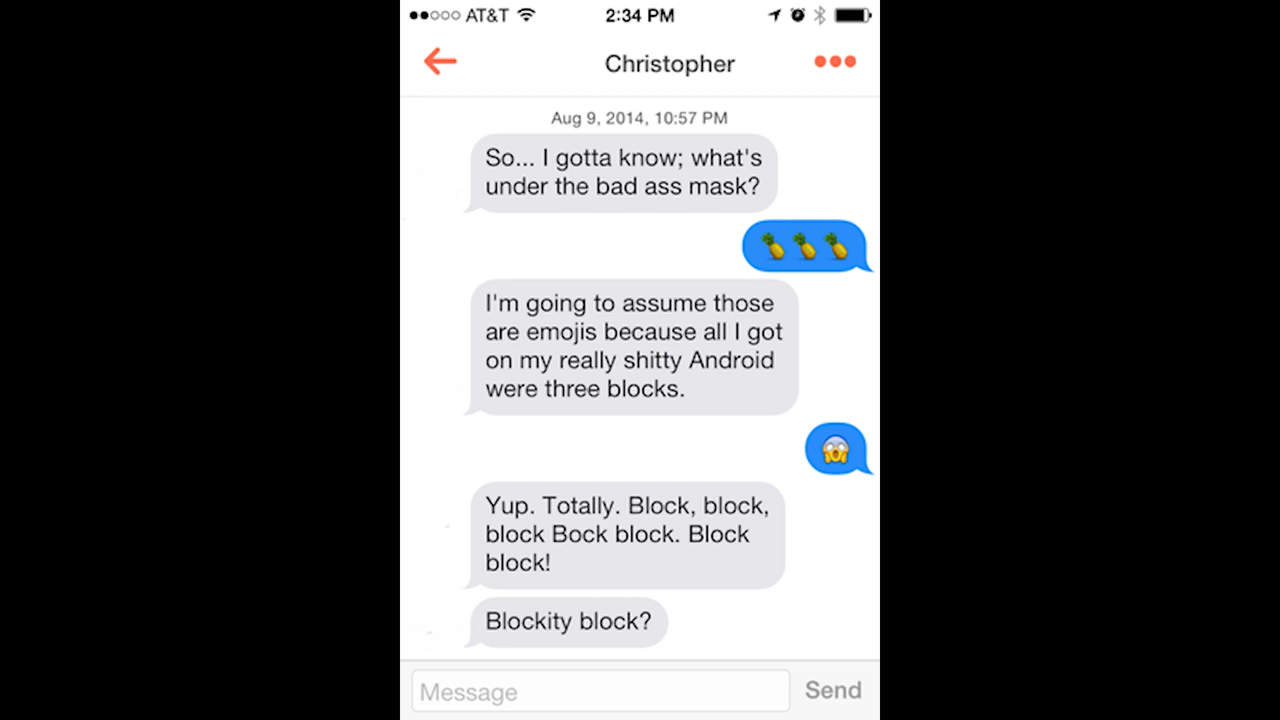 AT&T 2:34 PM
Christopher
Aug 9, 2014, 10:57 PM
So... I gotta know; what's
under the bad ass mask?
🍍🍍🍍
I'm going to assume those
are emojis because all I got
on my really shitty Android
were three blocks.
😱
Yup. Totally. Block, block,
block Bock block. Block
block!
Blockity block?
Message Send